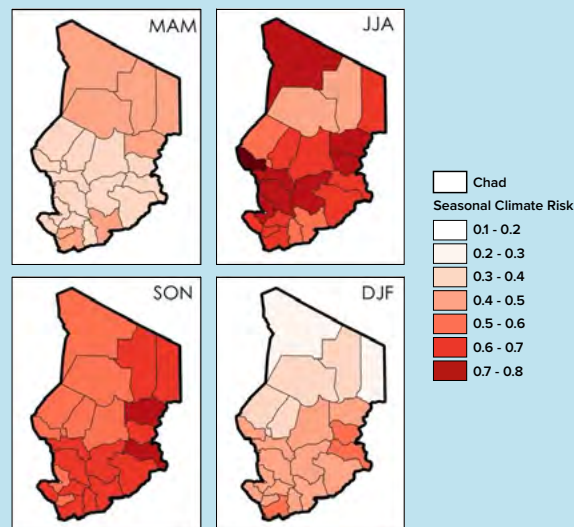 MAM
JJA
SON
DJF
Chad
Seasonal Climate Risk
0.1 - 0.2
0.2 - 0.3
0.3 - 0.4
0.4 - 0.5
0.5 - 0.6
0.6 - 0.7
0.7 - 0.8